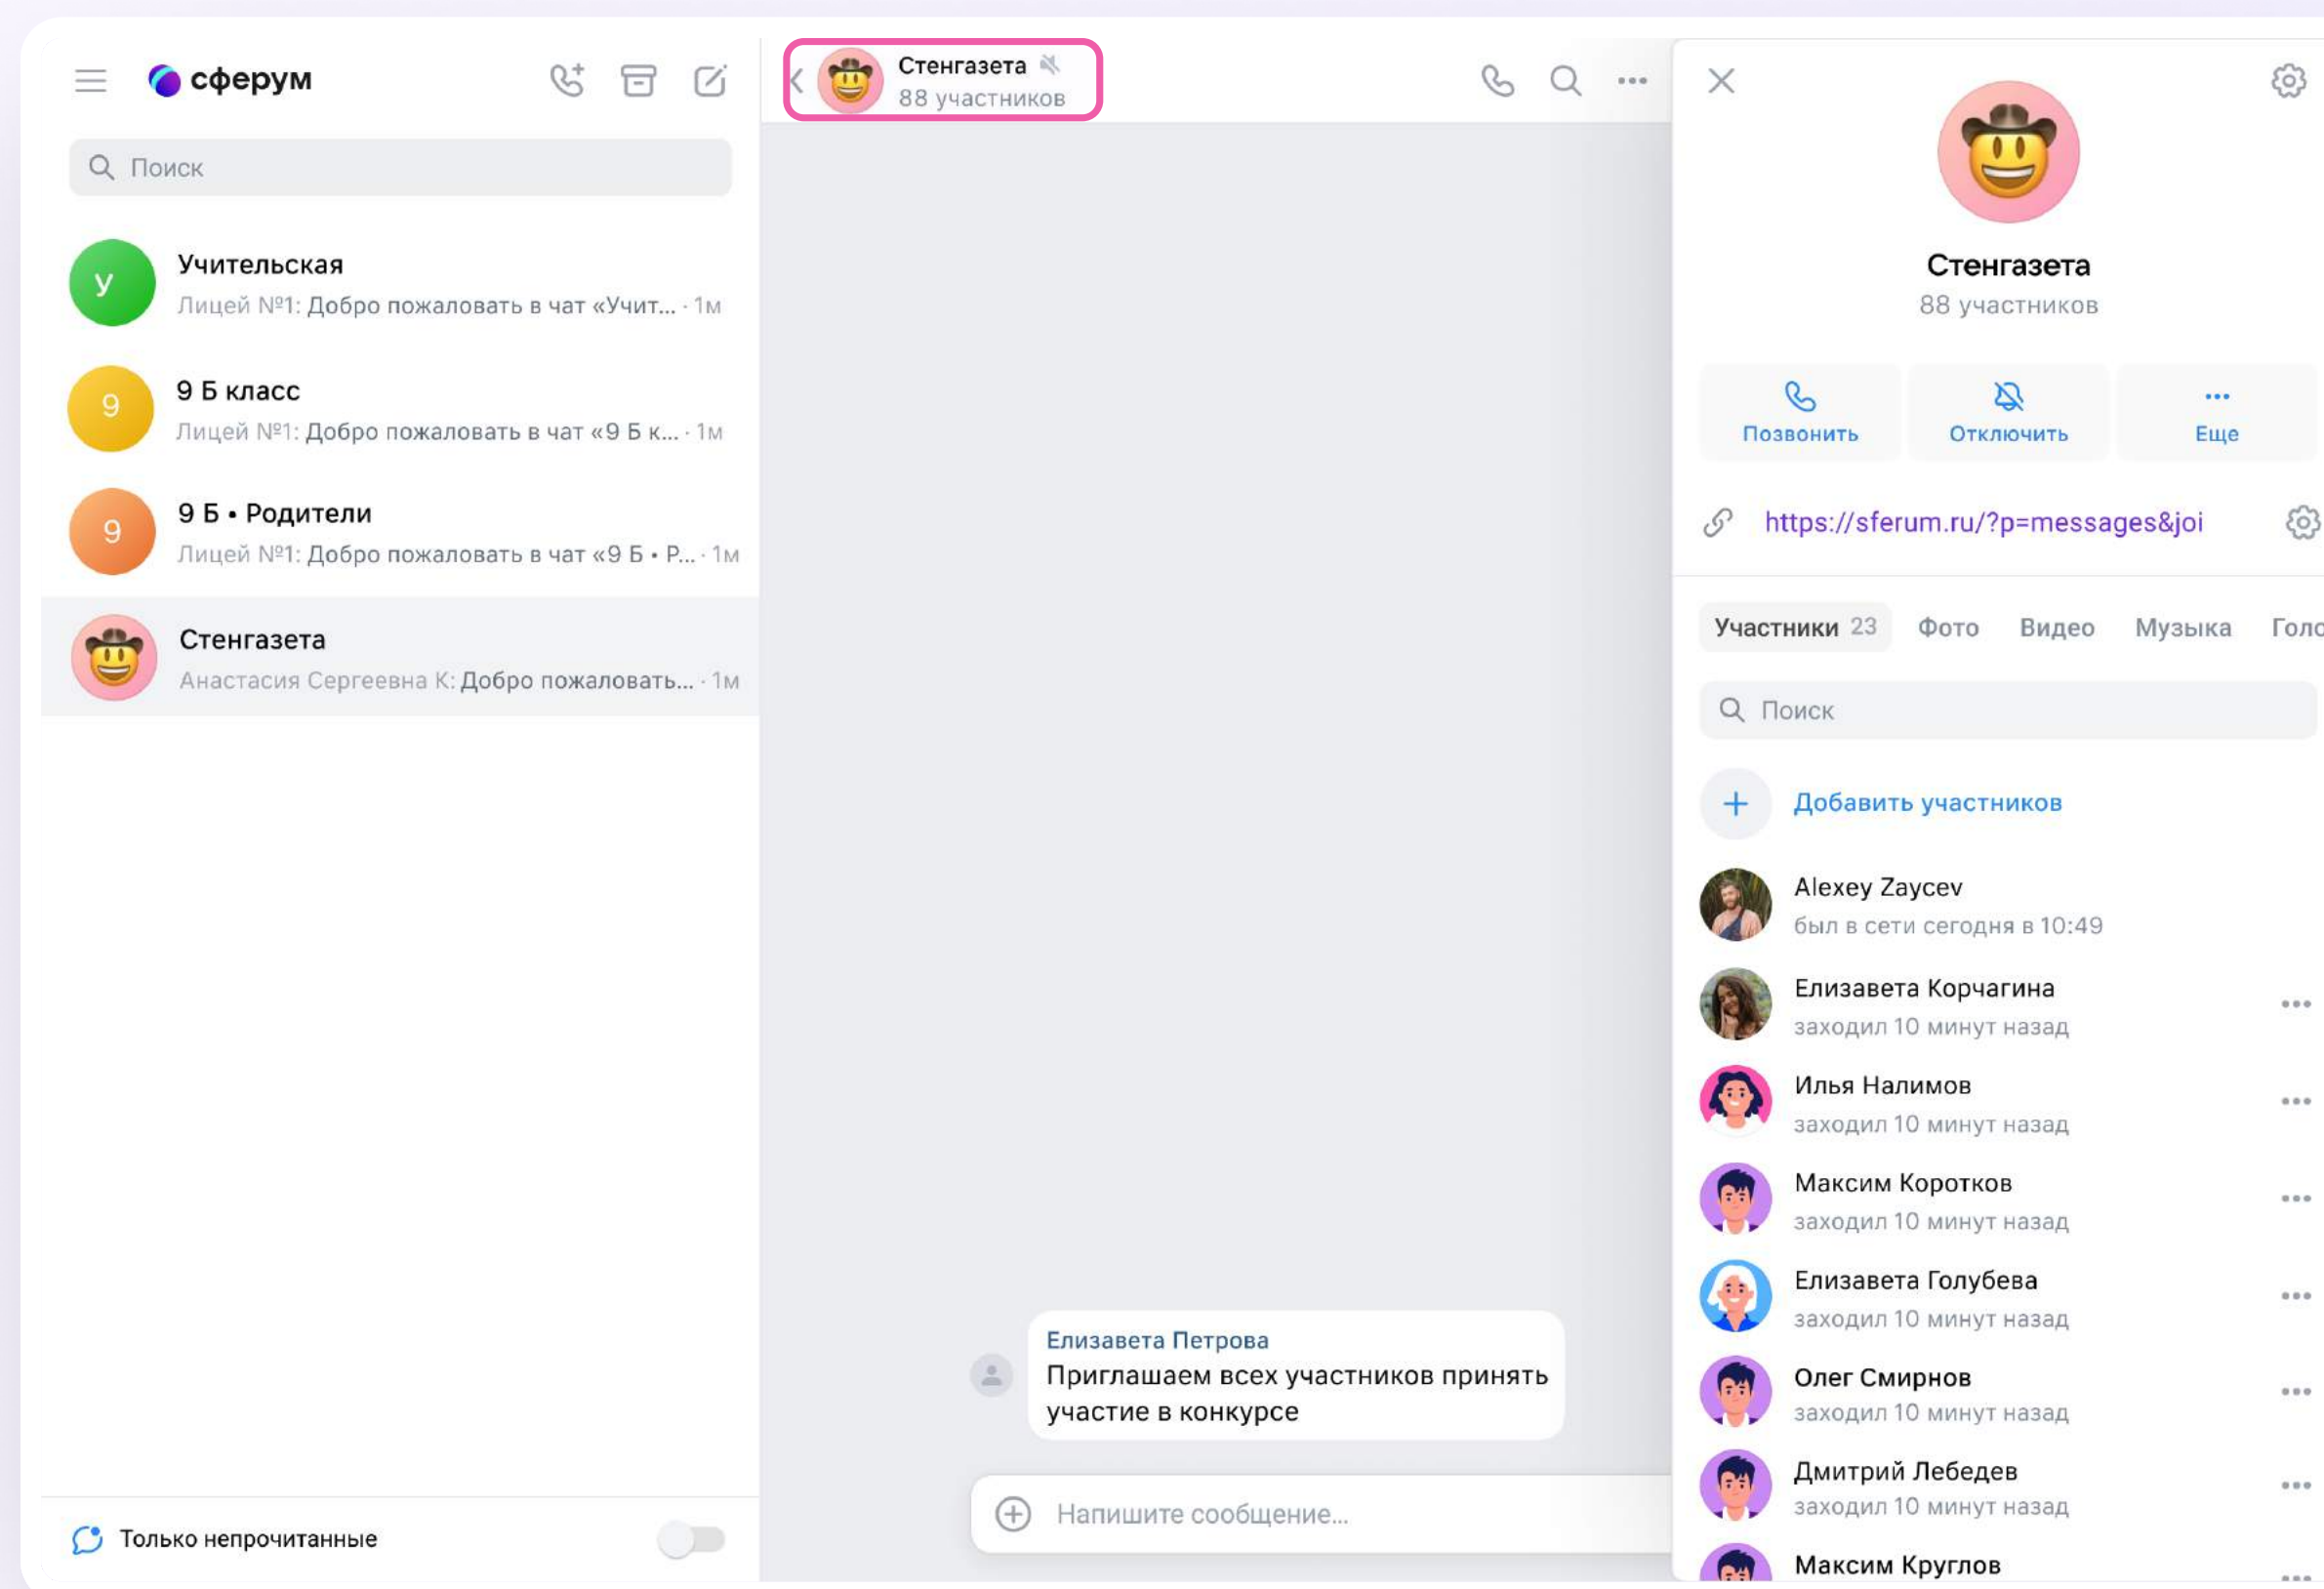 сферум
Поиск
У
Учительская
Лицей №1: Добро пожаловать в чат «Учит... · 1м
9
9 Б класс
Лицей №1: Добро пожаловать в чат «9 Б к... · 1м
9
9 Б • Родители
Лицей №1: Добро пожаловать в чат «9 Б • Р... · 1м
Стенгазета
Анастасия Сергеевна К: Добро пожаловать... · 1м
Только непрочитанные
Стенгазета
88 участников
Елизавета Петрова
Приглашаем всех участников принять
участие в конкурсе
Напишите сообщение...
Стенгазета
88 участников
Позвонить Отключить Еще
https://sferum.ru/?p=messages&joi
Участники 23 Фото Видео Музыка Голо
Поиск
Добавить участников
Alexey Zaycev
был в сети сегодня в 10:49
Елизавета Корчагина
заходил 10 минут назад
Илья Налимов
заходил 10 минут назад
Максим Коротков
заходил 10 минут назад
Елизавета Голубева
заходил 10 минут назад
Олег Смирнов
заходил 10 минут назад
Дмитрий Лебедев
заходил 10 минут назад
Максим Круглов